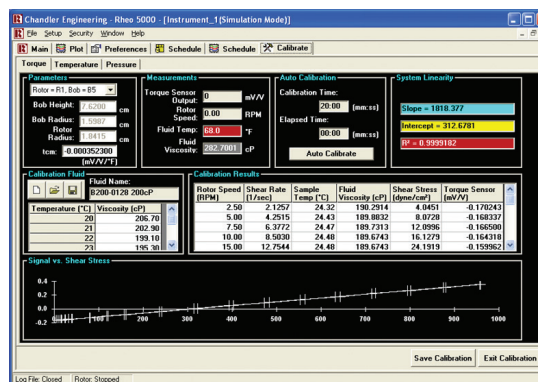 Chandler Engineering - Rheo 5000 - [Instrument_1(Simulation Mode)]
File Setup Security Window Help
Main Plot Preferences Schedule Schedule Calibrate
Torque Temperature Pressure
Parameters
Rotor = R1, Bob = B5
Bob Height: 7.6200 cm
Bob Radius: 1.5987 cm
Rotor Radius: 1.8415 cm
tcm: -0.000352300
(mV/V/°F)
Measurements
Torque Sensor Output: 0 mV/V
Rotor Speed: 0.00 RPM
Fluid Temp: 68.0 °F
Fluid Viscosity: 282.7001 cP
Auto Calibration
Calibration Time:
20:00 (mm:ss)
Elapsed Time:
00:00 (mm:ss)
Auto Calibrate
System Linearity
Slope = 1818.377
Intercept = 312.6781
R² = 0.9999182
Calibration Fluid
Fluid Name:
B200-0128 200cP
Temperature (°C) Viscosity (cP)
20 206.70
21 202.90
22 199.10
23 195.30
Calibration Results
Rotor Speed (RPM) Shear Rate (1/sec) Sample Temp (°C) Fluid Viscosity (cP) Shear Stress (dyne/cm²) Torque Sensor (mV/V)
2.50 2.1257 24.32 190.2914 4.0451 -0.170243
5.00 4.2515 24.43 189.8832 8.0728 -0.168337
7.50 6.3772 24.47 189.7313 12.0996 -0.166500
10.00 8.5030 24.48 189.6743 16.1279 -0.164318
15.00 12.7544 24.48 189.6743 24.1919 -0.159962
Signal vs. Shear Stress
0.4
0.2
0.0
-0.2
0 100 200 300 400 500 600 700 800 900 1000
Save Calibration Exit Calibration
Log File: Closed Rotor: Stopped